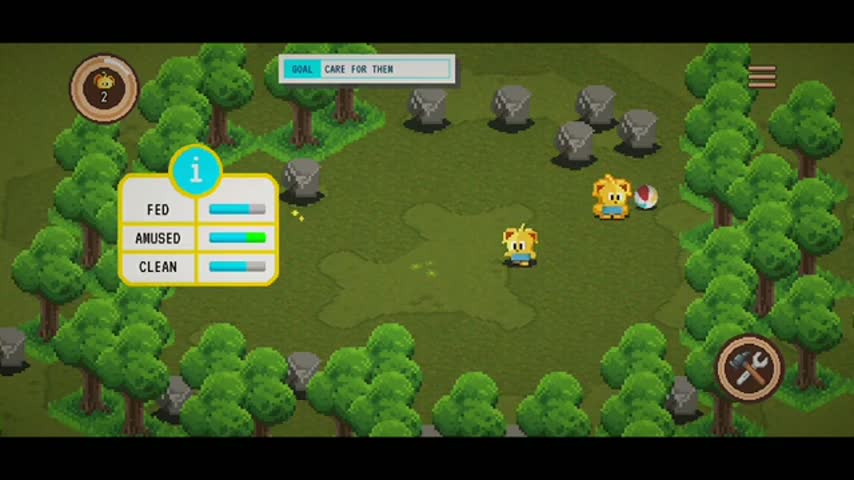 GOAL CARE FOR THEM
2
i
FED
AMUSED
CLEAN